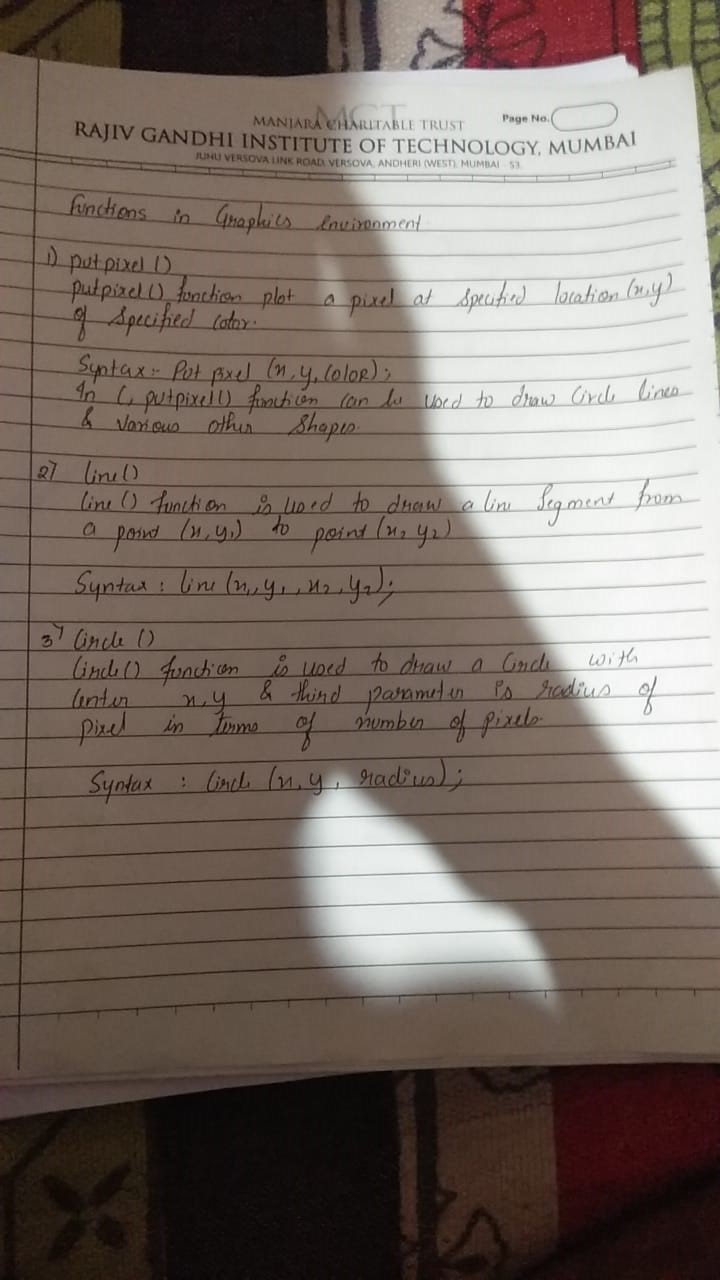 MCT
MANJARA CHARITABLE TRUST
Page No.
RAJIV GANDHI INSTITUTE OF TECHNOLOGY, MUMBAI
JUHU VERSOVA LINK ROAD, VERSOVA, ANDHERI (WEST), MUMBAI - 53.
Functions in Graphics Environment
1) putpixel ()
putpixel() function plot a pixel at specified location (x,y)
of specified color.
Syntax:- Put pixel (x, y, COLOR);
In C, putpixel() function can be used to draw Circle lines
& various other shapes.
2) line()
line () function is used to draw a line segment from
a point (x, y1) to point (x2 y2)
Syntax : line (x1, y1, x2, y2);
3) Circle ()
Circle() function is used to draw a Circle with
Center x, y & third parameter is radius of
pixel in terms of number of pixels.
Syntax : Circle (x, y, radius);